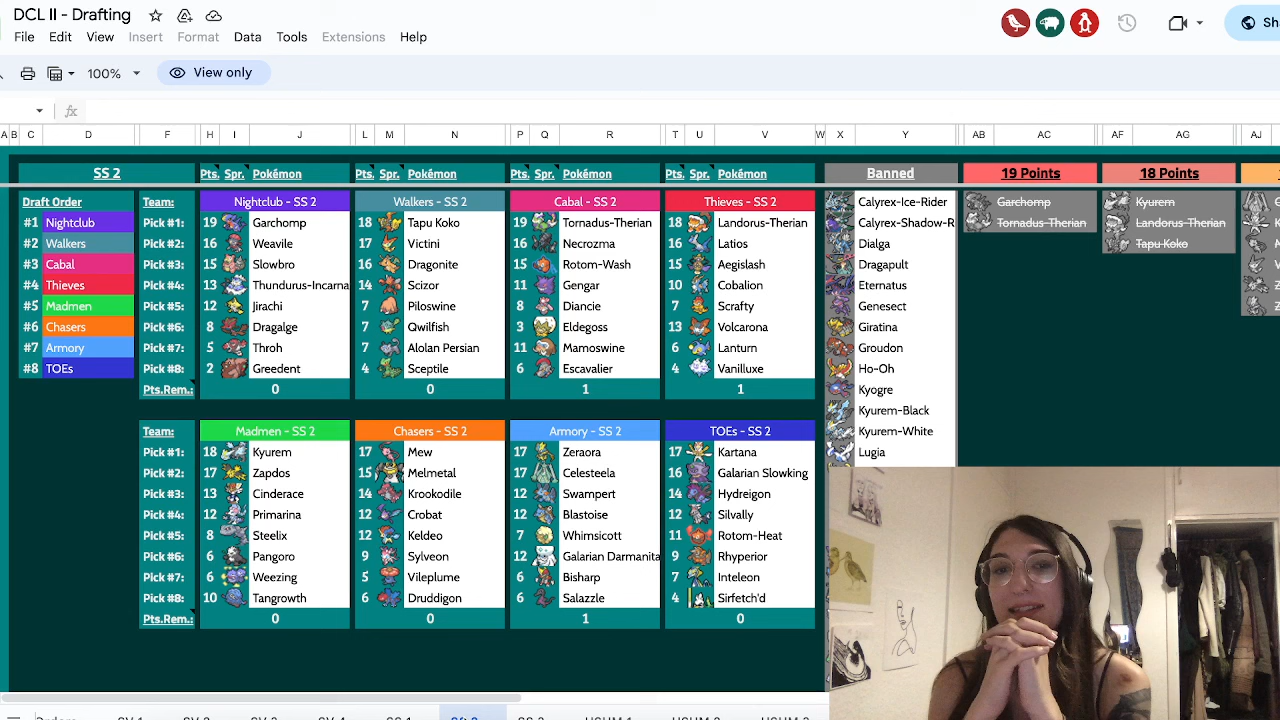 DCL II - Drafting
File Edit View Insert Format Data Tools Extensions Help
100% View only
fx
A B C D F H I J L M N P Q R T U V W X Y AB AC AF AG AJ
SS 2 Pts. Spr. Pokémon Pts. Spr. Pokémon Pts. Spr. Pokémon Pts. Spr. Pokémon Banned 19 Points 18 Points
Draft Order Team: Nightclub - SS 2 Walkers - SS 2 Cabal - SS 2 Thieves - SS 2 Calyrex-Ice-Rider Garchomp Kyurem
#1 Nightclub Pick #1: 19 Garchomp 18 Tapu Koko 19 Tornadus-Therian 18 Landorus-Therian Calyrex-Shadow-R Tornadus-Therian Landorus-Therian
#2 Walkers Pick #2: 16 Weavile 17 Victini 16 Necrozma 16 Latios Dialga Tapu Koko
#3 Cabal Pick #3: 15 Slowbro 16 Dragonite 15 Rotom-Wash 15 Aegislash Dragapult
#4 Thieves Pick #4: 13 Thundurus-Incarna 14 Scizor 11 Gengar 10 Cobalion Eternatus
#5 Madmen Pick #5: 12 Jirachi 7 Piloswine 8 Diancie 7 Scrafty Genesect
#6 Chasers Pick #6: 8 Dragalge 7 Qwilfish 3 Eldegoss 13 Volcarona Giratina
#7 Armory Pick #7: 5 Throh 7 Alolan Persian 11 Mamoswine 6 Lanturn Groudon
#8 TOEs Pick #8: 2 Greedent 4 Sceptile 6 Escavalier 4 Vanilluxe Ho-Oh
Pts.Rem.: 0 0 1 1 Kyogre
Kyurem-Black
Team: Madmen - SS 2 Chasers - SS 2 Armory - SS 2 TOEs - SS 2 Kyurem-White
Pick #1: 18 Kyurem 17 Mew 17 Zeraora 17 Kartana Lugia
Pick #2: 17 Zapdos 15 Melmetal 17 Celesteela 16 Galarian Slowking
Pick #3: 13 Cinderace 14 Krookodile 12 Swampert 14 Hydreigon
Pick #4: 12 Primarina 12 Crobat 12 Blastoise 12 Silvally
Pick #5: 8 Steelix 12 Keldeo 7 Whimsicott 11 Rotom-Heat
Pick #6: 6 Pangoro 9 Sylveon 12 Galarian Darmanita 9 Rhyperior
Pick #7: 6 Weezing 5 Vileplume 6 Bisharp 7 Inteleon
Pick #8: 10 Tangrowth 6 Druddigon 6 Salazzle 4 Sirfetch'd
Pts.Rem.: 0 0 1 0